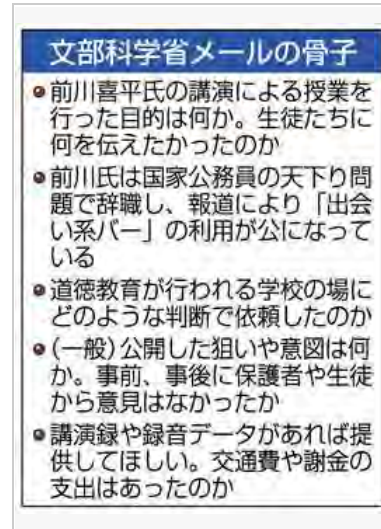 文部科学省メールの骨子
●前川喜平氏の講演による授業を
行った目的は何か。生徒たちに
何を伝えたかったのか
●前川氏は国家公務員の天下り問
題で辞職し、報道により「出会
い系バー」の利用が公になって
いる
●道徳教育が行われる学校の場に
どのような判断で依頼したのか
●(一般)公開した狙いや意図は何
か。事前、事後に保護者や生徒
から意見はなかったか
●講演録や録音データがあれば提
供してほしい。交通費や謝金の
支出はあったのか